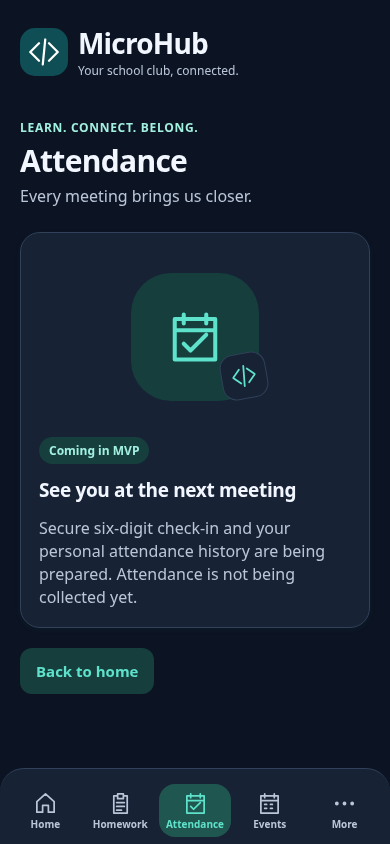 MicroHub
Your school club, connected.
LEARN. CONNECT. BELONG.
Attendance
Every meeting brings us closer.
Coming in MVP
See you at the next meeting
Secure six-digit check-in and your
personal attendance history are being
prepared. Attendance is not being
collected yet.
Back to home
Home
Homework
Attendance
Events
More